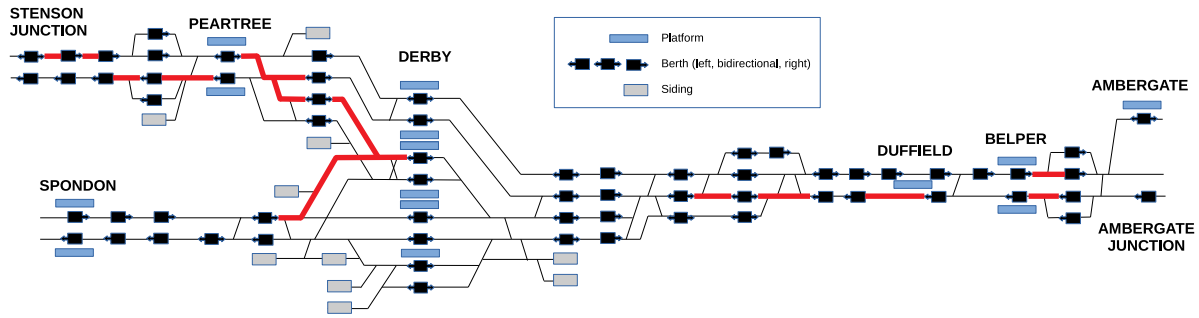 STENSON
JUNCTION
PEARTREE
DERBY
Platform
Berth (left, bidirectional, right)
Siding
AMBERGATE
DUFFIELD
BELPER
SPONDON
AMBERGATE
JUNCTION